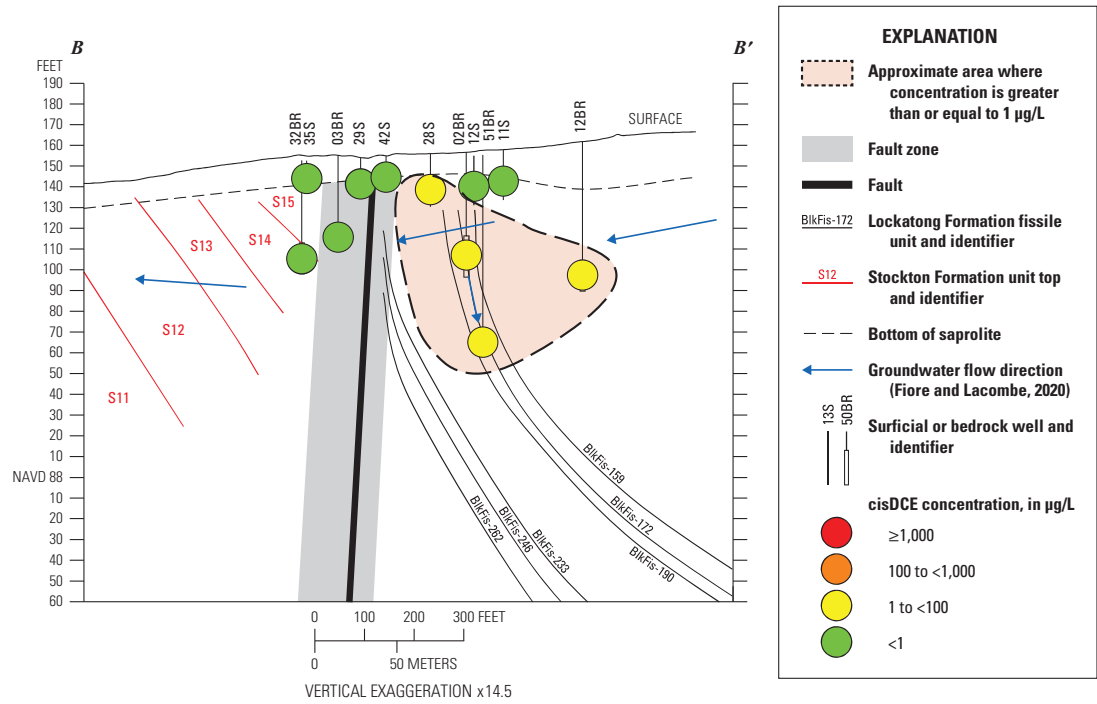 B
B'
FEET
190
180
170
160
150
140
130
120
110
100
90
80
70
60
50
40
30
20
10
NAVD 88
10
20
30
40
50
60
32BR
35S
03BR
29S
42S
28S
02BR
12S
51BR
11S
12BR
SURFACE
S15
S14
S13
S12
S11
BlkFis-262
BlkFis-246
BlkFis-233
BlkFis-159
BlkFis-172
BlkFis-190
0 100 200 300 FEET
0 50 METERS
VERTICAL EXAGGERATION x14.5
EXPLANATION
Approximate area where
concentration is greater
than or equal to 1 µg/L
Fault zone
Fault
BlkFis-172
Lockatong Formation fissile
unit and identifier
S12
Stockton Formation unit top
and identifier
Bottom of saprolite
Groundwater flow direction
(Fiore and Lacombe, 2020)
13S
50BR
Surficial or bedrock well and
identifier
cisDCE concentration, in µg/L
≥1,000
100 to <1,000
1 to <100
<1